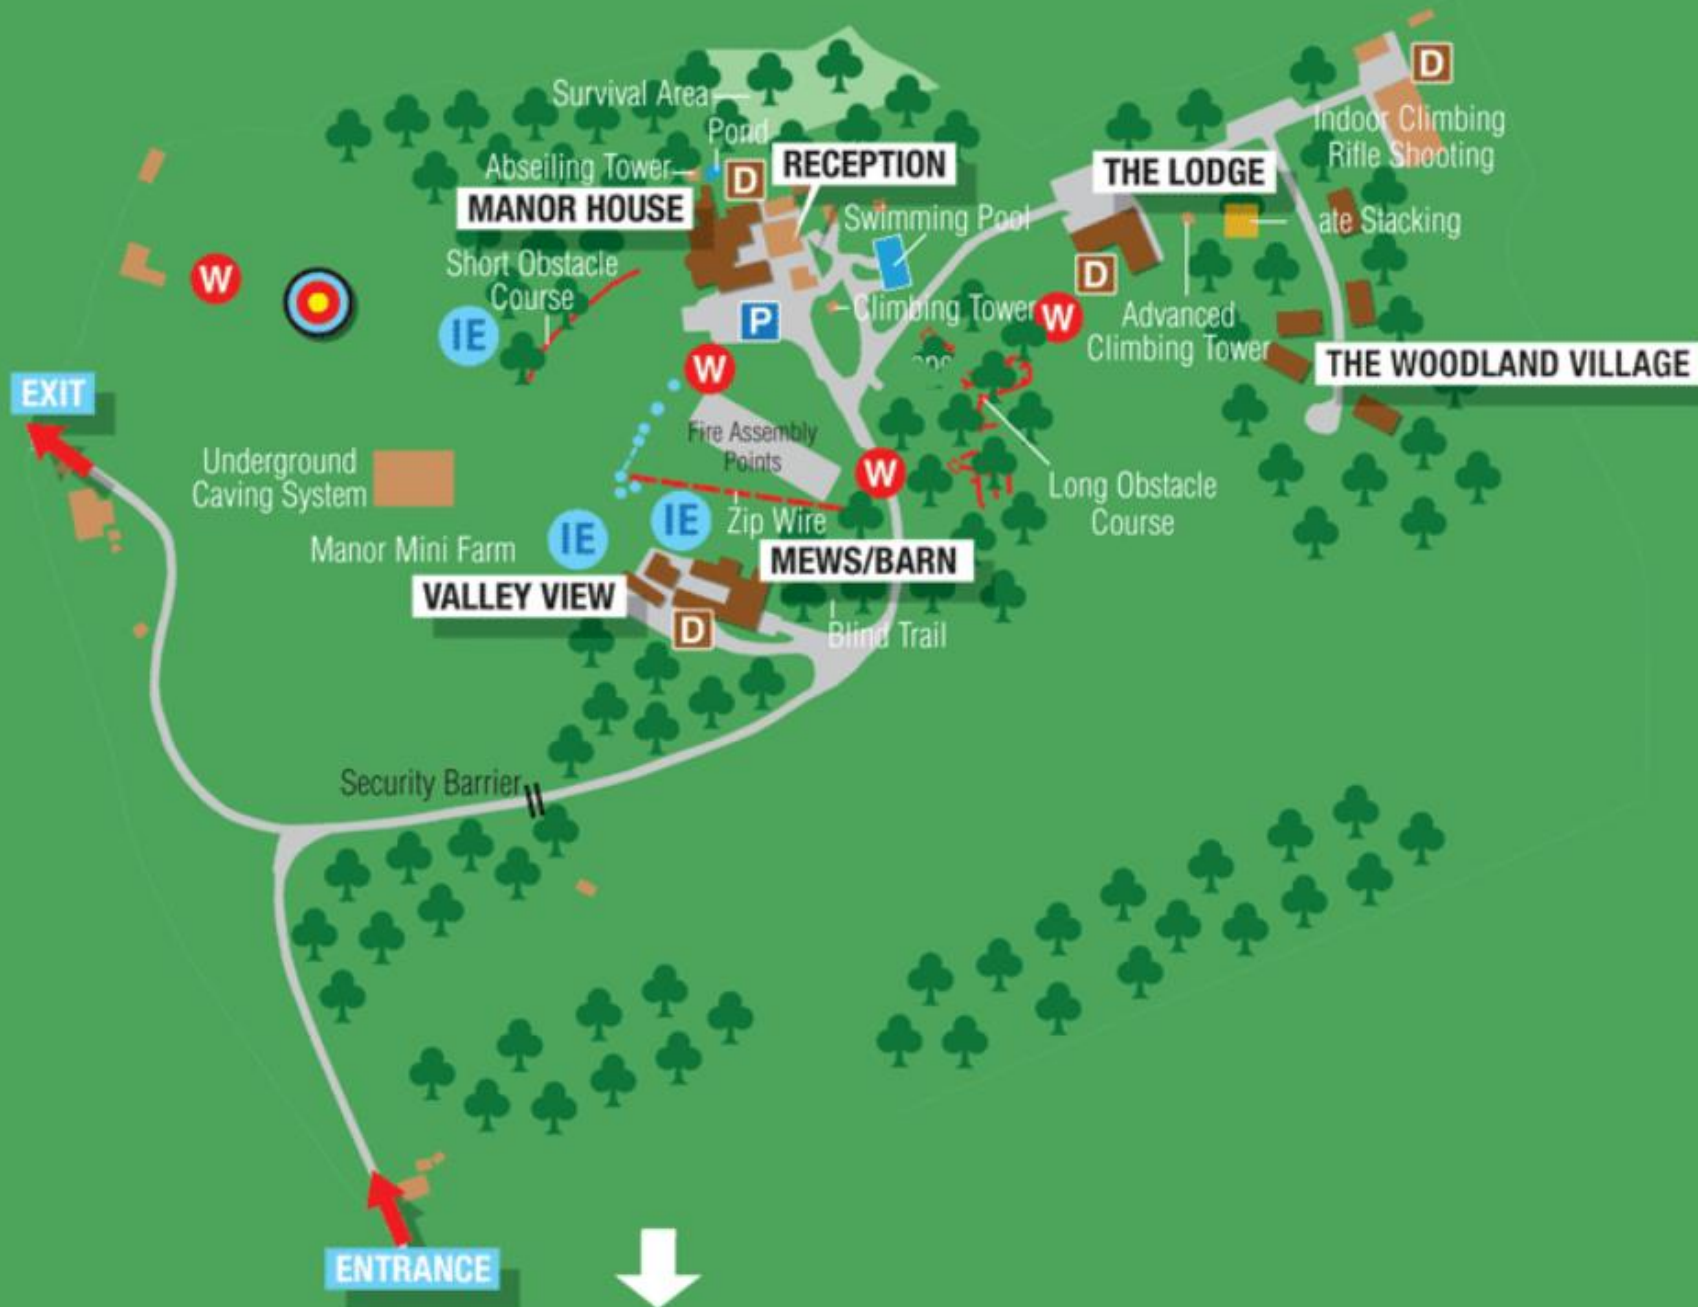 Survival Area
Pond
Abseiling Tower
D
RECEPTION
MANOR HOUSE
D
Indoor Climbing
Rifle Shooting
THE LODGE
Swimming Pool
ate Stacking
Short Obstacle
Course
W
D
IE
P
Climbing Tower
W
Advanced
Climbing Tower
THE WOODLAND VILLAGE
W
EXIT
Fire Assembly
Points
Underground
Caving System
W
Long Obstacle
Course
Zip Wire
IE
IE
Manor Mini Farm
MEWS/BARN
VALLEY VIEW
D
Blind Trail
Security Barrier
ENTRANCE